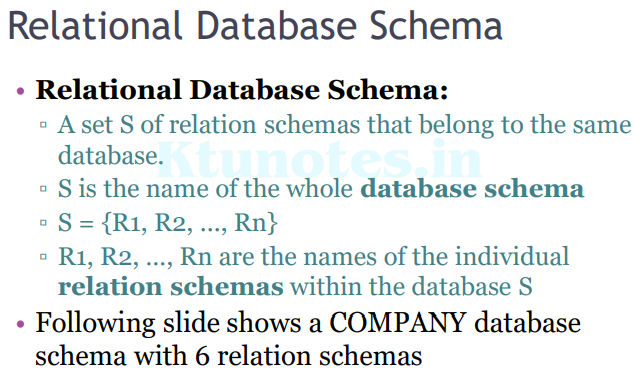 Relational Database Schema
• Relational Database Schema:
▫ A set S of relation schemas that belong to the same
database.
Ktunotes.in
▫ S is the name of the whole database schema
▫ S = {R1, R2, ..., Rn}
▫ R1, R2, ..., Rn are the names of the individual
relation schemas within the database S
• Following slide shows a COMPANY database
schema with 6 relation schemas